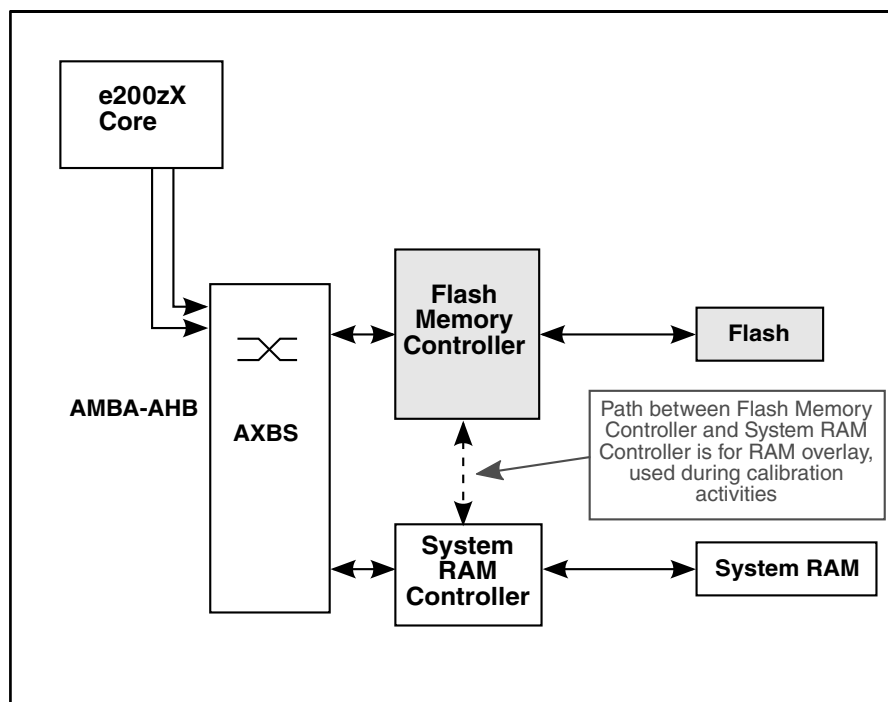 e200zX
Core
Flash
Memory
Controller
Flash
AMBA-AHB
AXBS
Path between Flash Memory
Controller and System RAM
Controller is for RAM overlay,
used during calibration
activities
System
RAM
Controller
System RAM